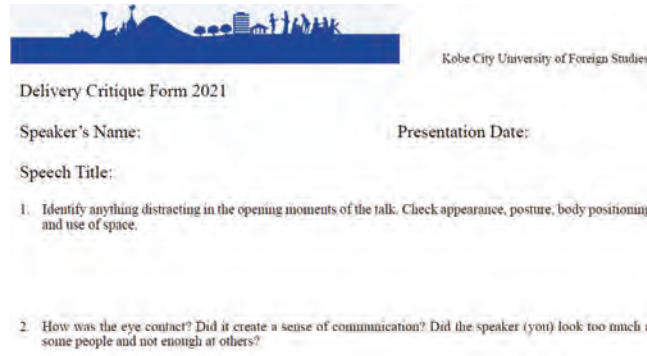 Kobe City University of Foreign Studies
Delivery Critique Form 2021
Speaker's Name: Presentation Date:
Speech Title:
1. Identify anything distracting in the opening moments of the talk. Check appearance, posture, body positioning
and use of space.
2. How was the eye contact? Did it create a sense of communication? Did the speaker (you) look too much a
some people and not enough at others?